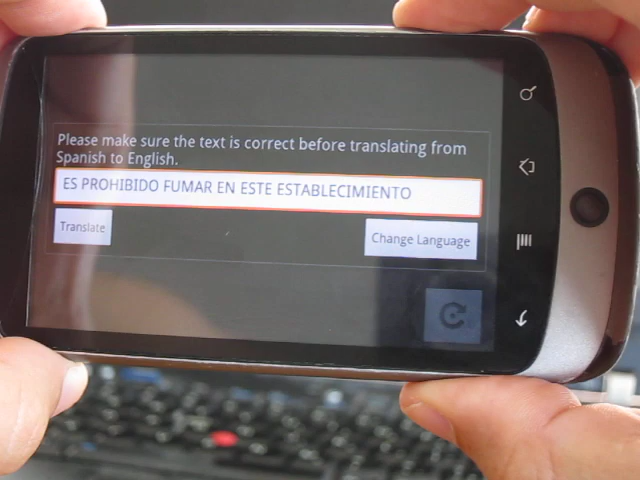 Please make sure the text is correct before translating from
Spanish to English.
ES PROHIBIDO FUMAR EN ESTE ESTABLECIMIENTO
Translate
Change Language